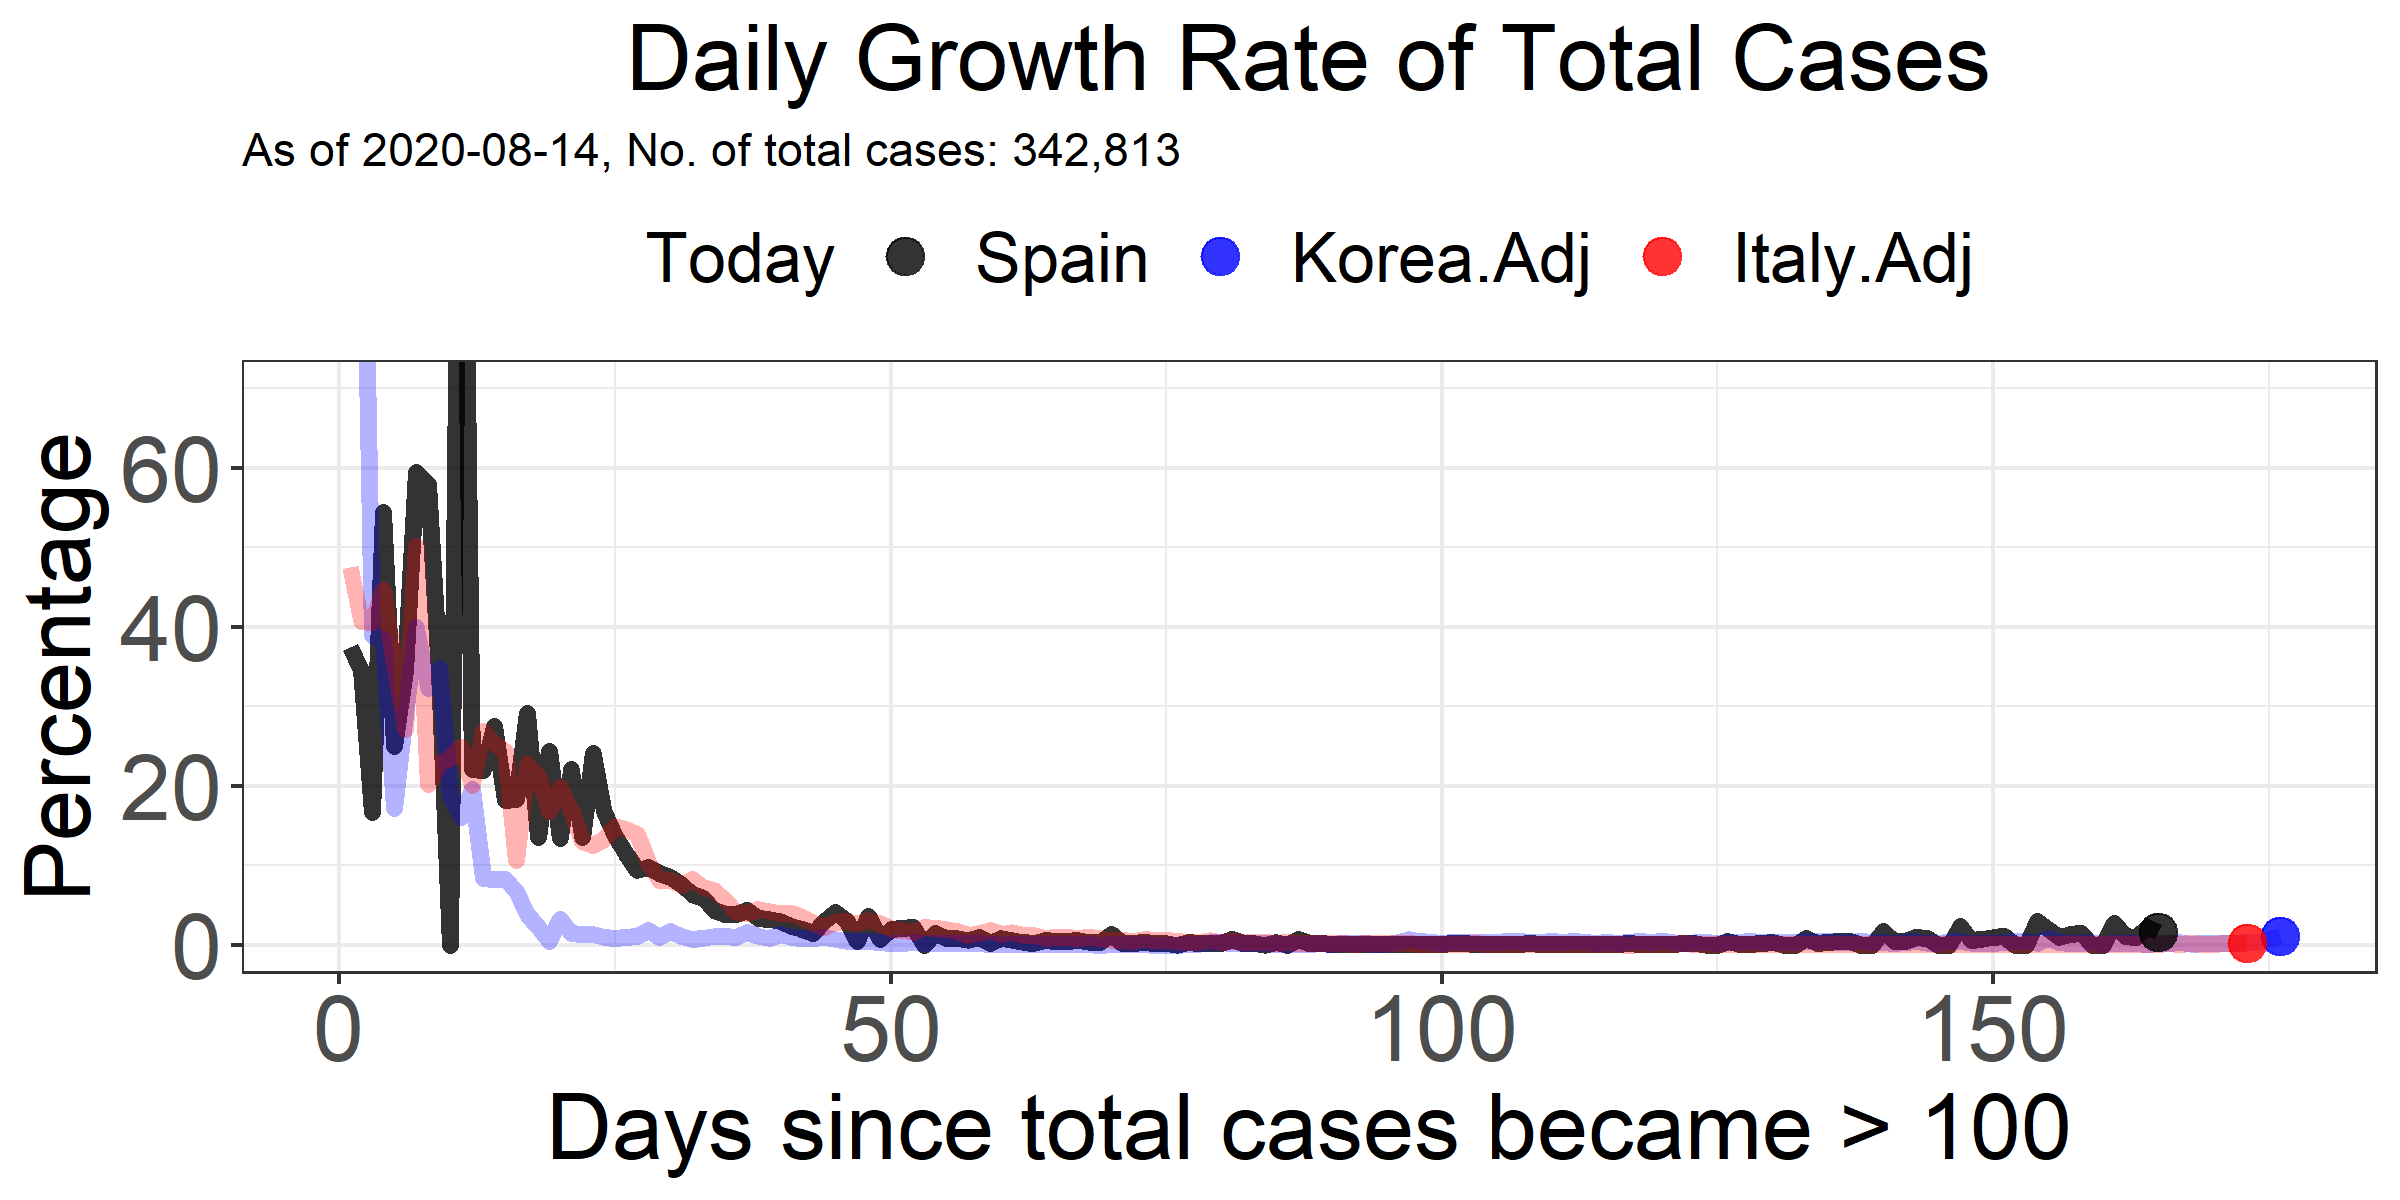 Daily Growth Rate of Total Cases
As of 2020-08-14, No. of total cases: 342,813
Today Spain Korea.Adj Italy.Adj
Percentage
60
40
20
0
0 50 100 150
Days since total cases became > 100